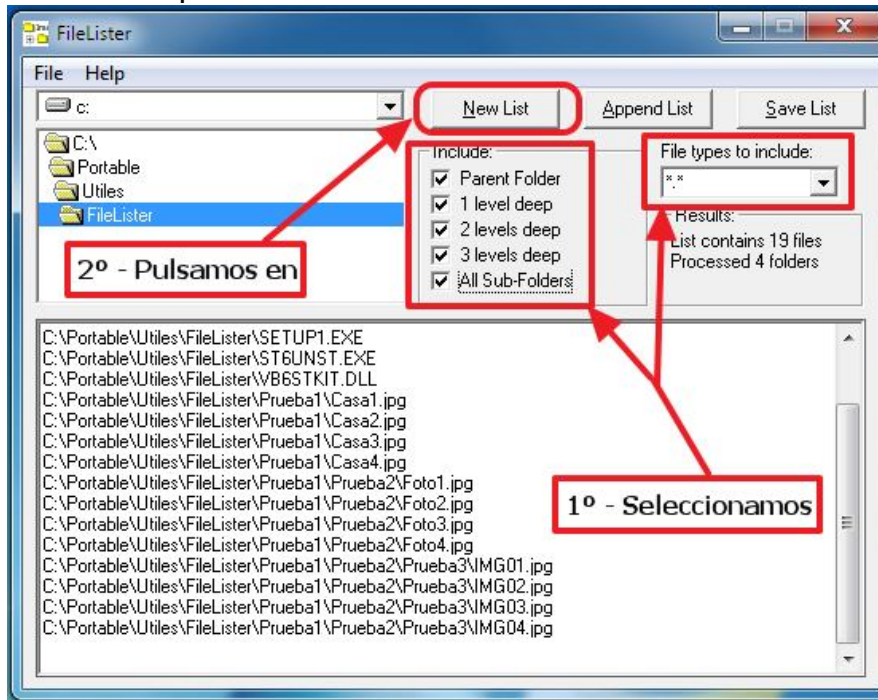 FileLister
File Help
c:
New List
Append List
Save List
C:\
Portable
Utiles
FileLister
Include:
Parent Folder
1 level deep
2 levels deep
3 levels deep
All Sub-Folders
File types to include:
*.*
Results:
List contains 19 files
Processed 4 folders
2º - Pulsamos en
C:\Portable\Utiles\FileLister\SETUP1.EXE
C:\Portable\Utiles\FileLister\ST6UNST.EXE
C:\Portable\Utiles\FileLister\VB6STKIT.DLL
C:\Portable\Utiles\FileLister\Prueba1\Casa1.jpg
C:\Portable\Utiles\FileLister\Prueba1\Casa2.jpg
C:\Portable\Utiles\FileLister\Prueba1\Casa3.jpg
C:\Portable\Utiles\FileLister\Prueba1\Casa4.jpg
C:\Portable\Utiles\FileLister\Prueba1\Prueba2\Foto1.jpg
C:\Portable\Utiles\FileLister\Prueba1\Prueba2\Foto2.jpg
C:\Portable\Utiles\FileLister\Prueba1\Prueba2\Foto3.jpg
C:\Portable\Utiles\FileLister\Prueba1\Prueba2\Foto4.jpg
C:\Portable\Utiles\FileLister\Prueba1\Prueba2\Prueba3\IMG01.jpg
C:\Portable\Utiles\FileLister\Prueba1\Prueba2\Prueba3\IMG02.jpg
C:\Portable\Utiles\FileLister\Prueba1\Prueba2\Prueba3\IMG03.jpg
C:\Portable\Utiles\FileLister\Prueba1\Prueba2\Prueba3\IMG04.jpg
1º - Seleccionamos